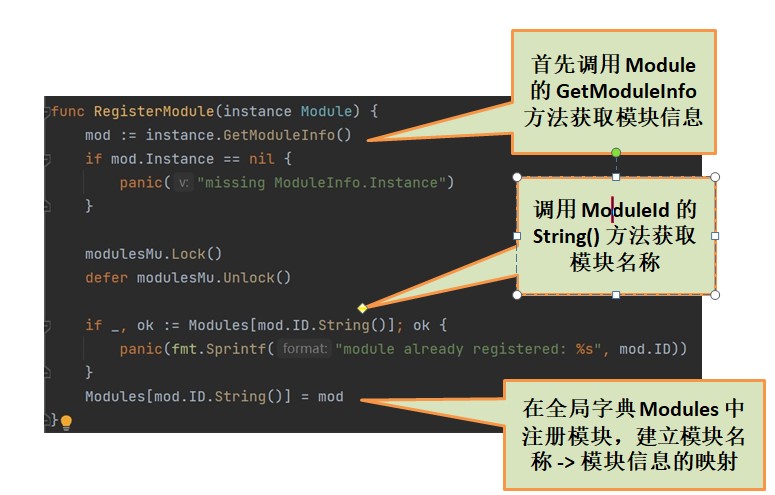 首先调用 Module
的 GetModuleInfo
方法获取模块信息
func RegisterModule(instance Module) {
mod := instance.GetModuleInfo()
if mod.Instance == nil {
panic( v: "missing ModuleInfo.Instance")
}
调用 ModuleId 的
String() 方法获取
模块名称
modulesMu.Lock()
defer modulesMu.Unlock()
if _, ok := Modules[mod.ID.String()]; ok {
panic(fmt.Sprintf( format: "module already registered: %s", mod.ID))
}
Modules[mod.ID.String()] = mod
}
在全局字典 Modules 中
注册模块，建立模块名
称 -> 模块信息的映射